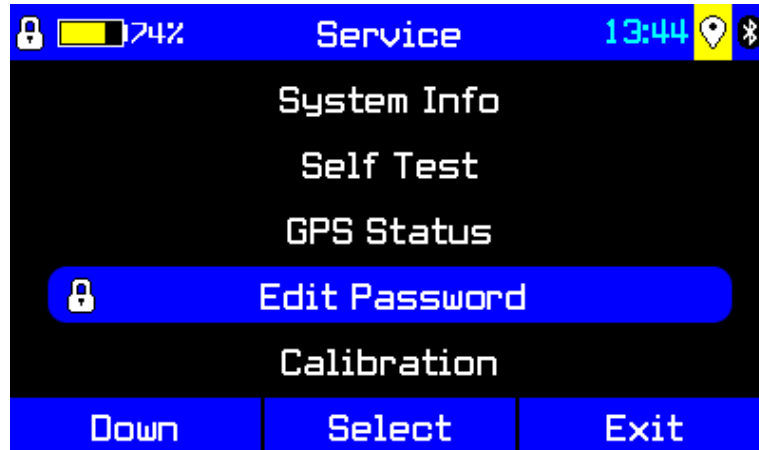 74% Service 13:44
System Info
Self Test
GPS Status
Edit Password
Calibration
Down Select Exit